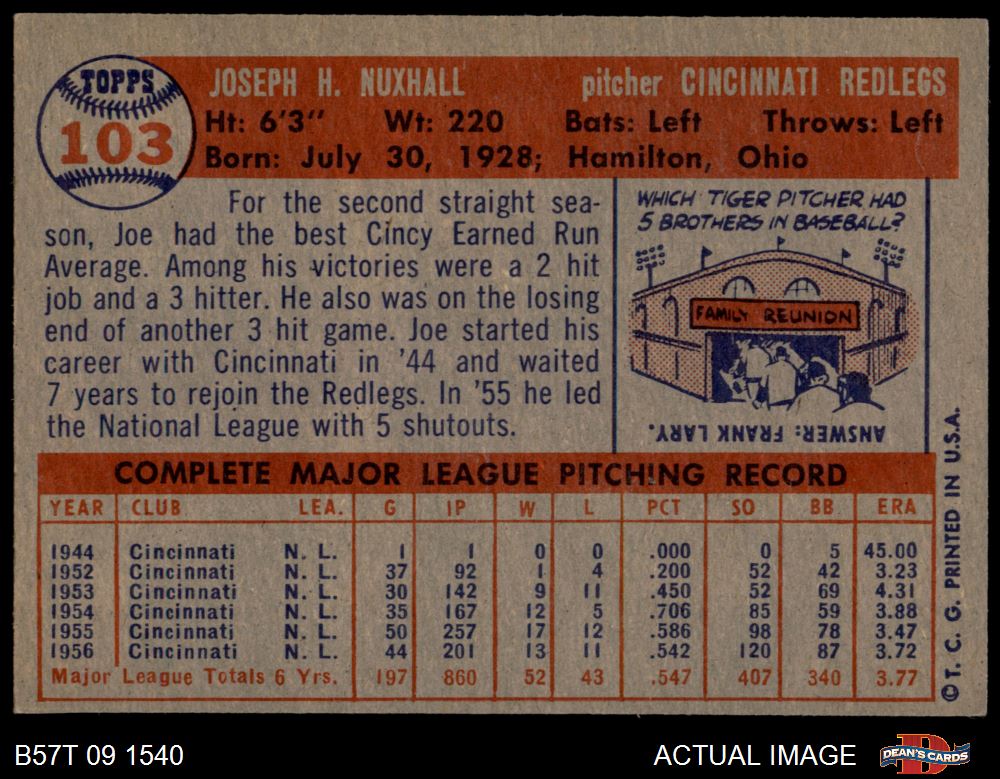 TOPPS
103
JOSEPH H. NUXHALL pitcher CINCINNATI REDLEGS
Ht: 6'3" Wt: 220 Bats: Left Throws: Left
Born: July 30, 1928; Hamilton, Ohio
For the second straight sea-
son, Joe had the best Cincy Earned Run
Average. Among his victories were a 2 hit
job and a 3 hitter. He also was on the losing
end of another 3 hit game. Joe started his
career with Cincinnati in '44 and waited
7 years to rejoin the Redlegs. In '55 he led
the National League with 5 shutouts.
WHICH TIGER PITCHER HAD
5 BROTHERS IN BASEBALL?
FAMILY REUNION
ANSWER: FRANK LARY.
COMPLETE MAJOR LEAGUE PITCHING RECORD
YEAR CLUB LEA. G IP W L PCT SO BB ERA
1944 Cincinnati N. L. 1 1 0 0 .000 0 5 45.00
1952 Cincinnati N. L. 37 92 1 4 .200 52 42 3.23
1953 Cincinnati N. L. 30 142 9 11 .450 52 69 4.31
1954 Cincinnati N. L. 35 167 12 5 .706 85 59 3.88
1955 Cincinnati N. L. 50 257 17 12 .586 98 78 3.47
1956 Cincinnati N. L. 44 201 13 11 .542 120 87 3.72
Major League Totals 6 Yrs. 197 860 52 43 .547 407 340 3.77
©T. C. G. PRINTED IN U.S.A.
B57T 09 1540 ACTUAL IMAGE
DEAN'S CARDS